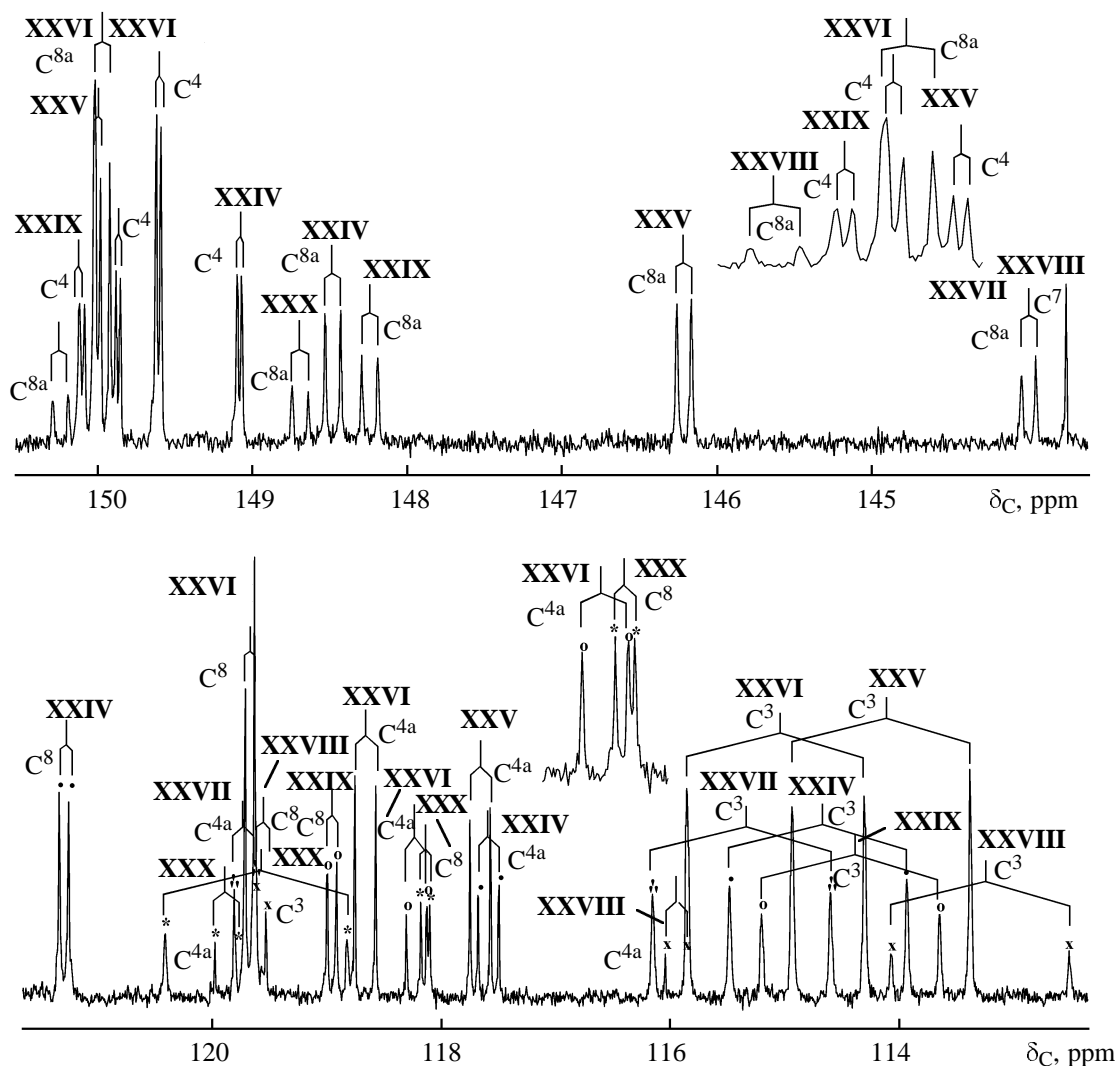 XXVI XXVI
C8a C4
XXV
XXIX
C4 C4
C8a
XXIV
C4
XXIV
C8a
XXX
C8a
XXIX
C8a
XXV
C8a
XXVI
C8a
C4
XXV
C4
XXIX
C4
XXVIII
C8a
XXVIII
C7
XXVII
C8a
150 149 148 147 146 145 δC, ppm
XXVI
C8
XXIV
C8
XXVII
C4a
XXX
C4a
XXVIII
C8
XXX
C3
XXIX
C8
XXVI
C4a
XXVI
C4a
XXX
C8
XXV
C4a
XXIV
C4a
XXVI
C4a
XXX
C8
XXVI
C3
XXV
C3
XXVII
C3
XXIV
C3
XXIX
C3
XXVIII
C3
XXVIII
C4a
120 118 116 114 δC, ppm